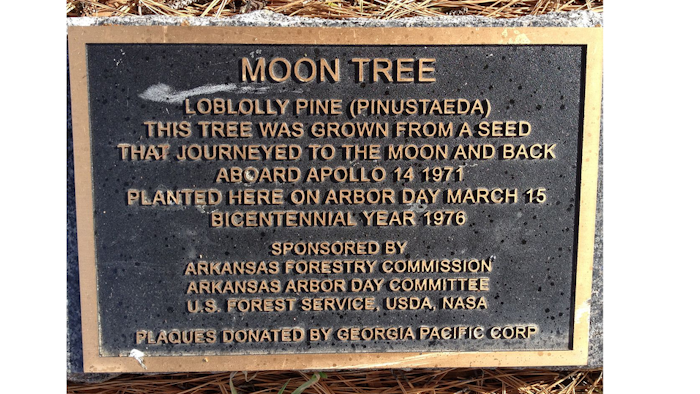 MOON TREE
LOBLOLLY PINE (PINUSTAEDA)
THIS TREE WAS GROWN FROM A SEED
THAT JOURNEYED TO THE MOON AND BACK
ABOARD APOLLO 14 1971
PLANTED HERE ON ARBOR DAY MARCH 15
BICENTENNIAL YEAR 1976
SPONSORED BY
ARKANSAS FORESTRY COMMISSION
ARKANSAS ARBOR DAY COMMITTEE
U.S. FOREST SERVICE, USDA, NASA
PLAQUES DONATED BY GEORGIA PACIFIC CORP